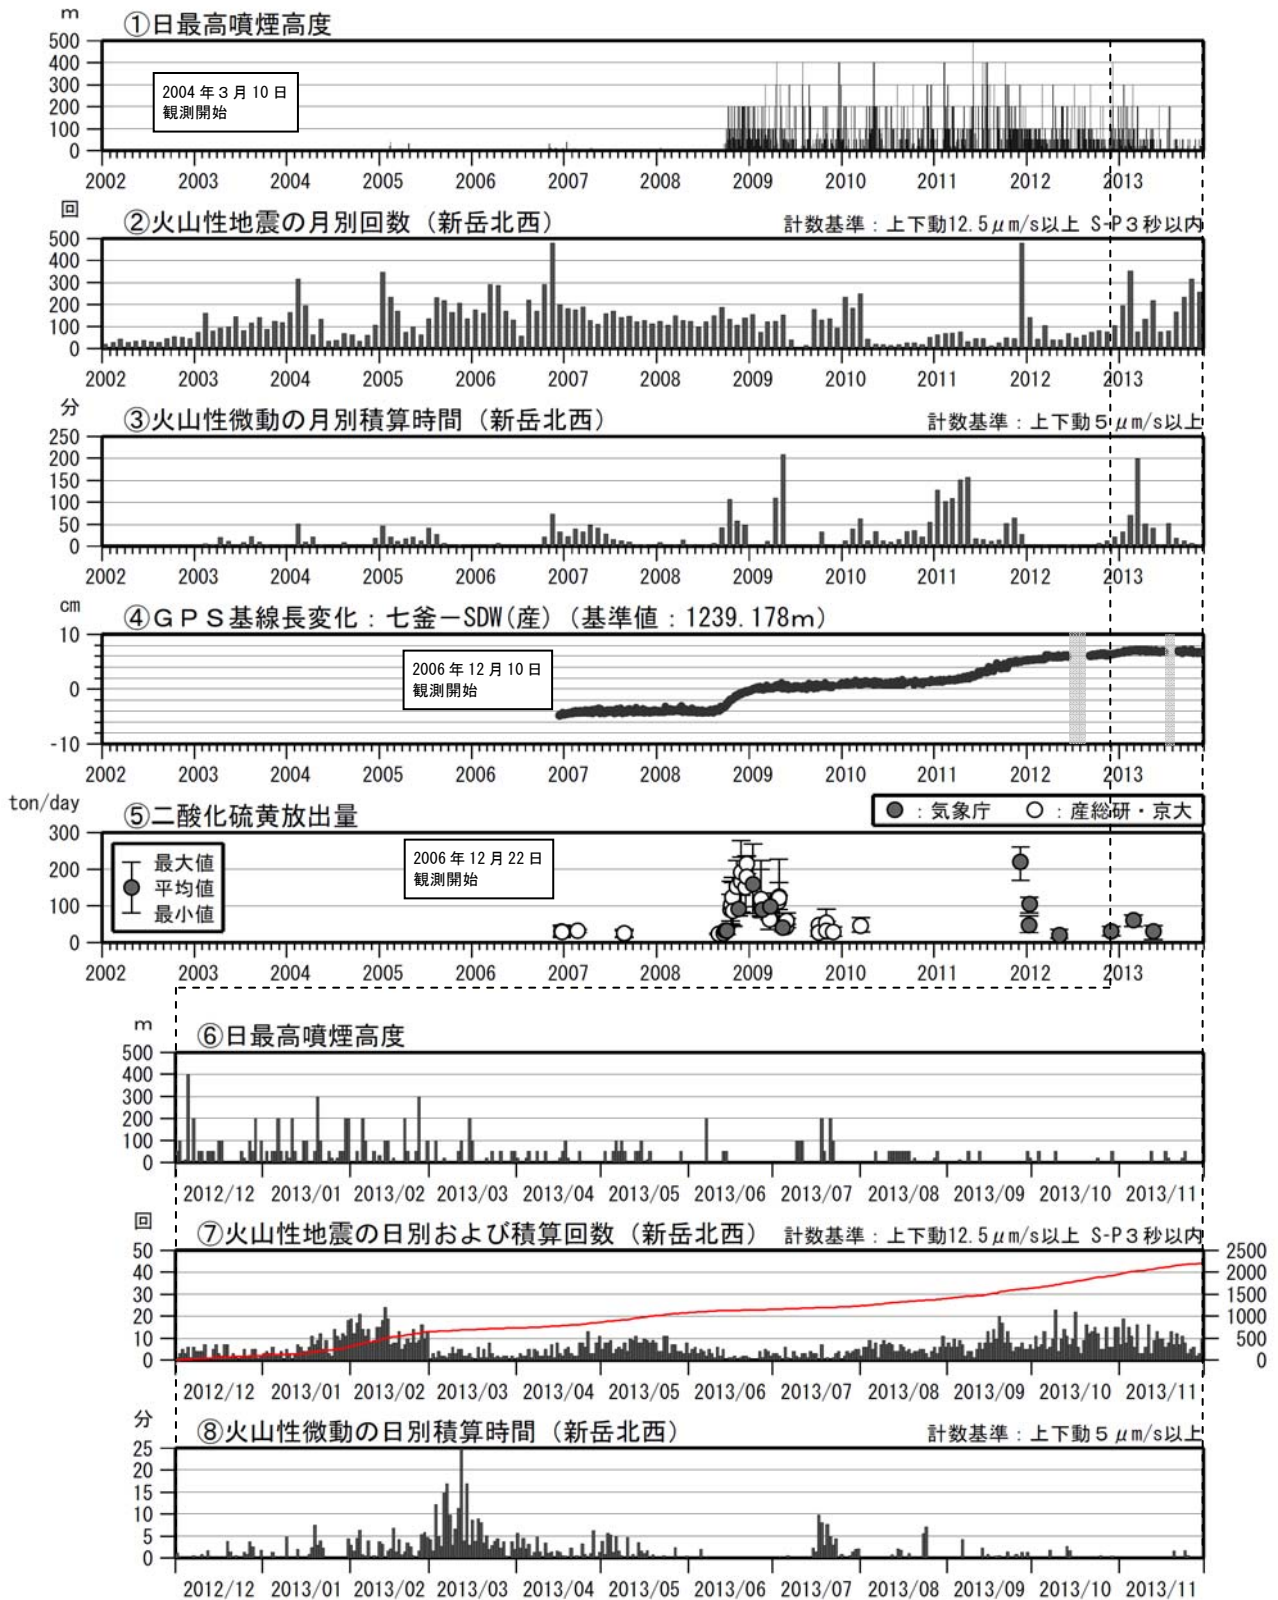 m
①日最高噴煙高度
500
400
300
200
100
0
2004年3月10日
観測開始
2002 2003 2004 2005 2006 2007 2008 2009 2010 2011 2012 2013
回
②火山性地震の月別回数（新岳北西） 計数基準：上下動12.5μm/s以上 S-P3秒以内
500
400
300
200
100
0
2002 2003 2004 2005 2006 2007 2008 2009 2010 2011 2012 2013
分
③火山性微動の月別積算時間（新岳北西） 計数基準：上下動5μm/s以上
250
200
150
100
50
0
2002 2003 2004 2005 2006 2007 2008 2009 2010 2011 2012 2013
cm
④GPS基線長変化：七釜－SDW(産)（基準値：1239.178m）
10
0
-10
2006年12月10日
観測開始
2002 2003 2004 2005 2006 2007 2008 2009 2010 2011 2012 2013
ton/day
⑤二酸化硫黄放出量
：気象庁 ：産総研・京大
300
200
100
0
最大値
平均値
最小値
2006年12月22日
観測開始
2002 2003 2004 2005 2006 2007 2008 2009 2010 2011 2012 2013
m
⑥日最高噴煙高度
500
400
300
200
100
0
2012/12 2013/01 2013/02 2013/03 2013/04 2013/05 2013/06 2013/07 2013/08 2013/09 2013/10 2013/11
回
⑦火山性地震の日別および積算回数（新岳北西） 計数基準：上下動12.5μm/s以上 S-P3秒以内
50 2500
40 2000
30 1500
20 1000
10 500
0 0
2012/12 2013/01 2013/02 2013/03 2013/04 2013/05 2013/06 2013/07 2013/08 2013/09 2013/10 2013/11
分
⑧火山性微動の日別積算時間（新岳北西） 計数基準：上下動5μm/s以上
25
20
15
10
5
0
2012/12 2013/01 2013/02 2013/03 2013/04 2013/05 2013/06 2013/07 2013/08 2013/09 2013/10 2013/11